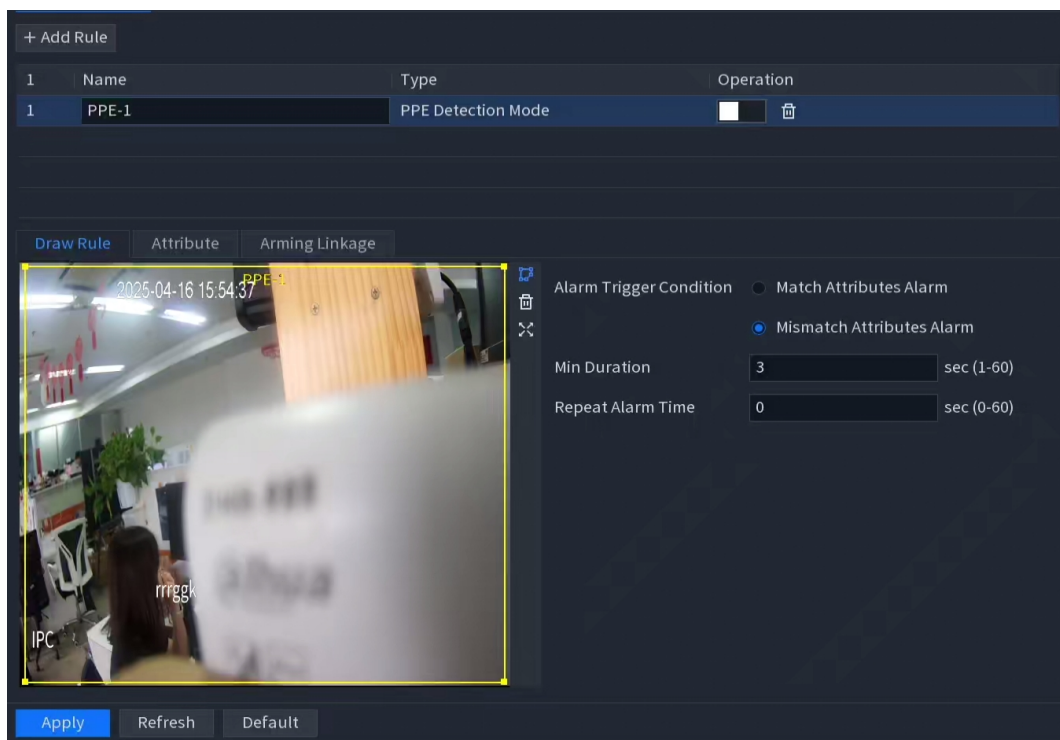 + Add Rule
1 Name Type Operation
1 PPE-1 PPE Detection Mode
Draw Rule Attribute Arming Linkage
PPE-1
2025-04-16 15:54:37
Alarm Trigger Condition Match Attributes Alarm
Mismatch Attributes Alarm
Min Duration 3 sec (1-60)
Repeat Alarm Time 0 sec (0-60)
rrrggk
IPC
Apply Refresh Default